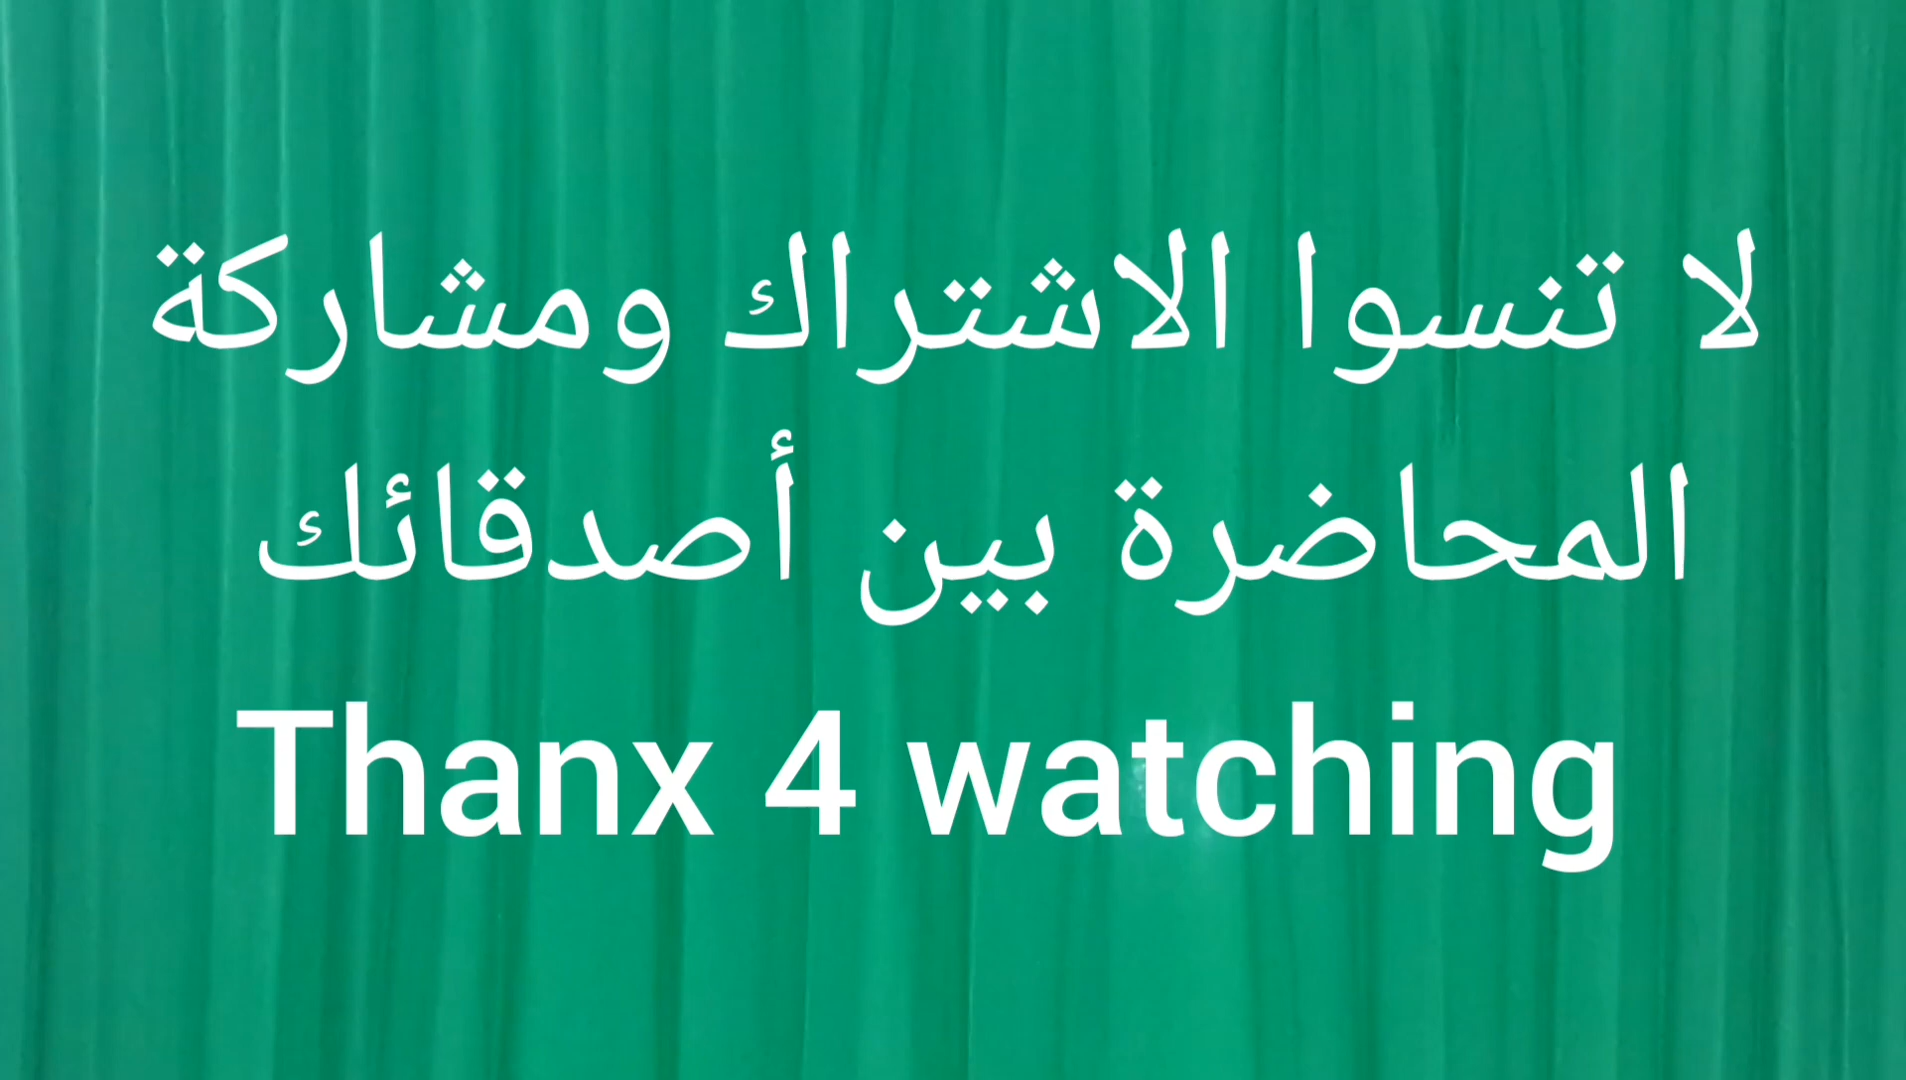 لا تنسوا الاشتراك ومشاركة
المحاضرة بين أصدقائك
Thanx 4 watching